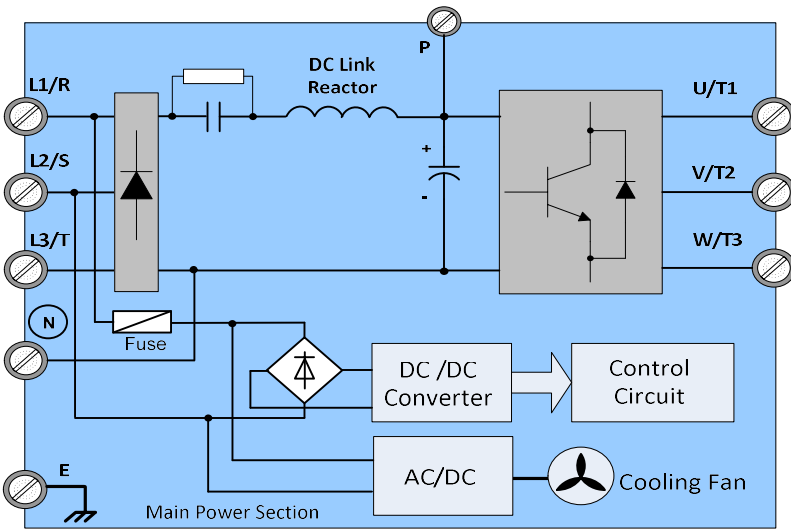 P
L1/R
DC Link
Reactor
U/T1
L2/S
+
-
V/T2
L3/T
W/T3
N
Fuse
DC /DC
Converter
Control
Circuit
E
AC/DC
Cooling Fan
Main Power Section